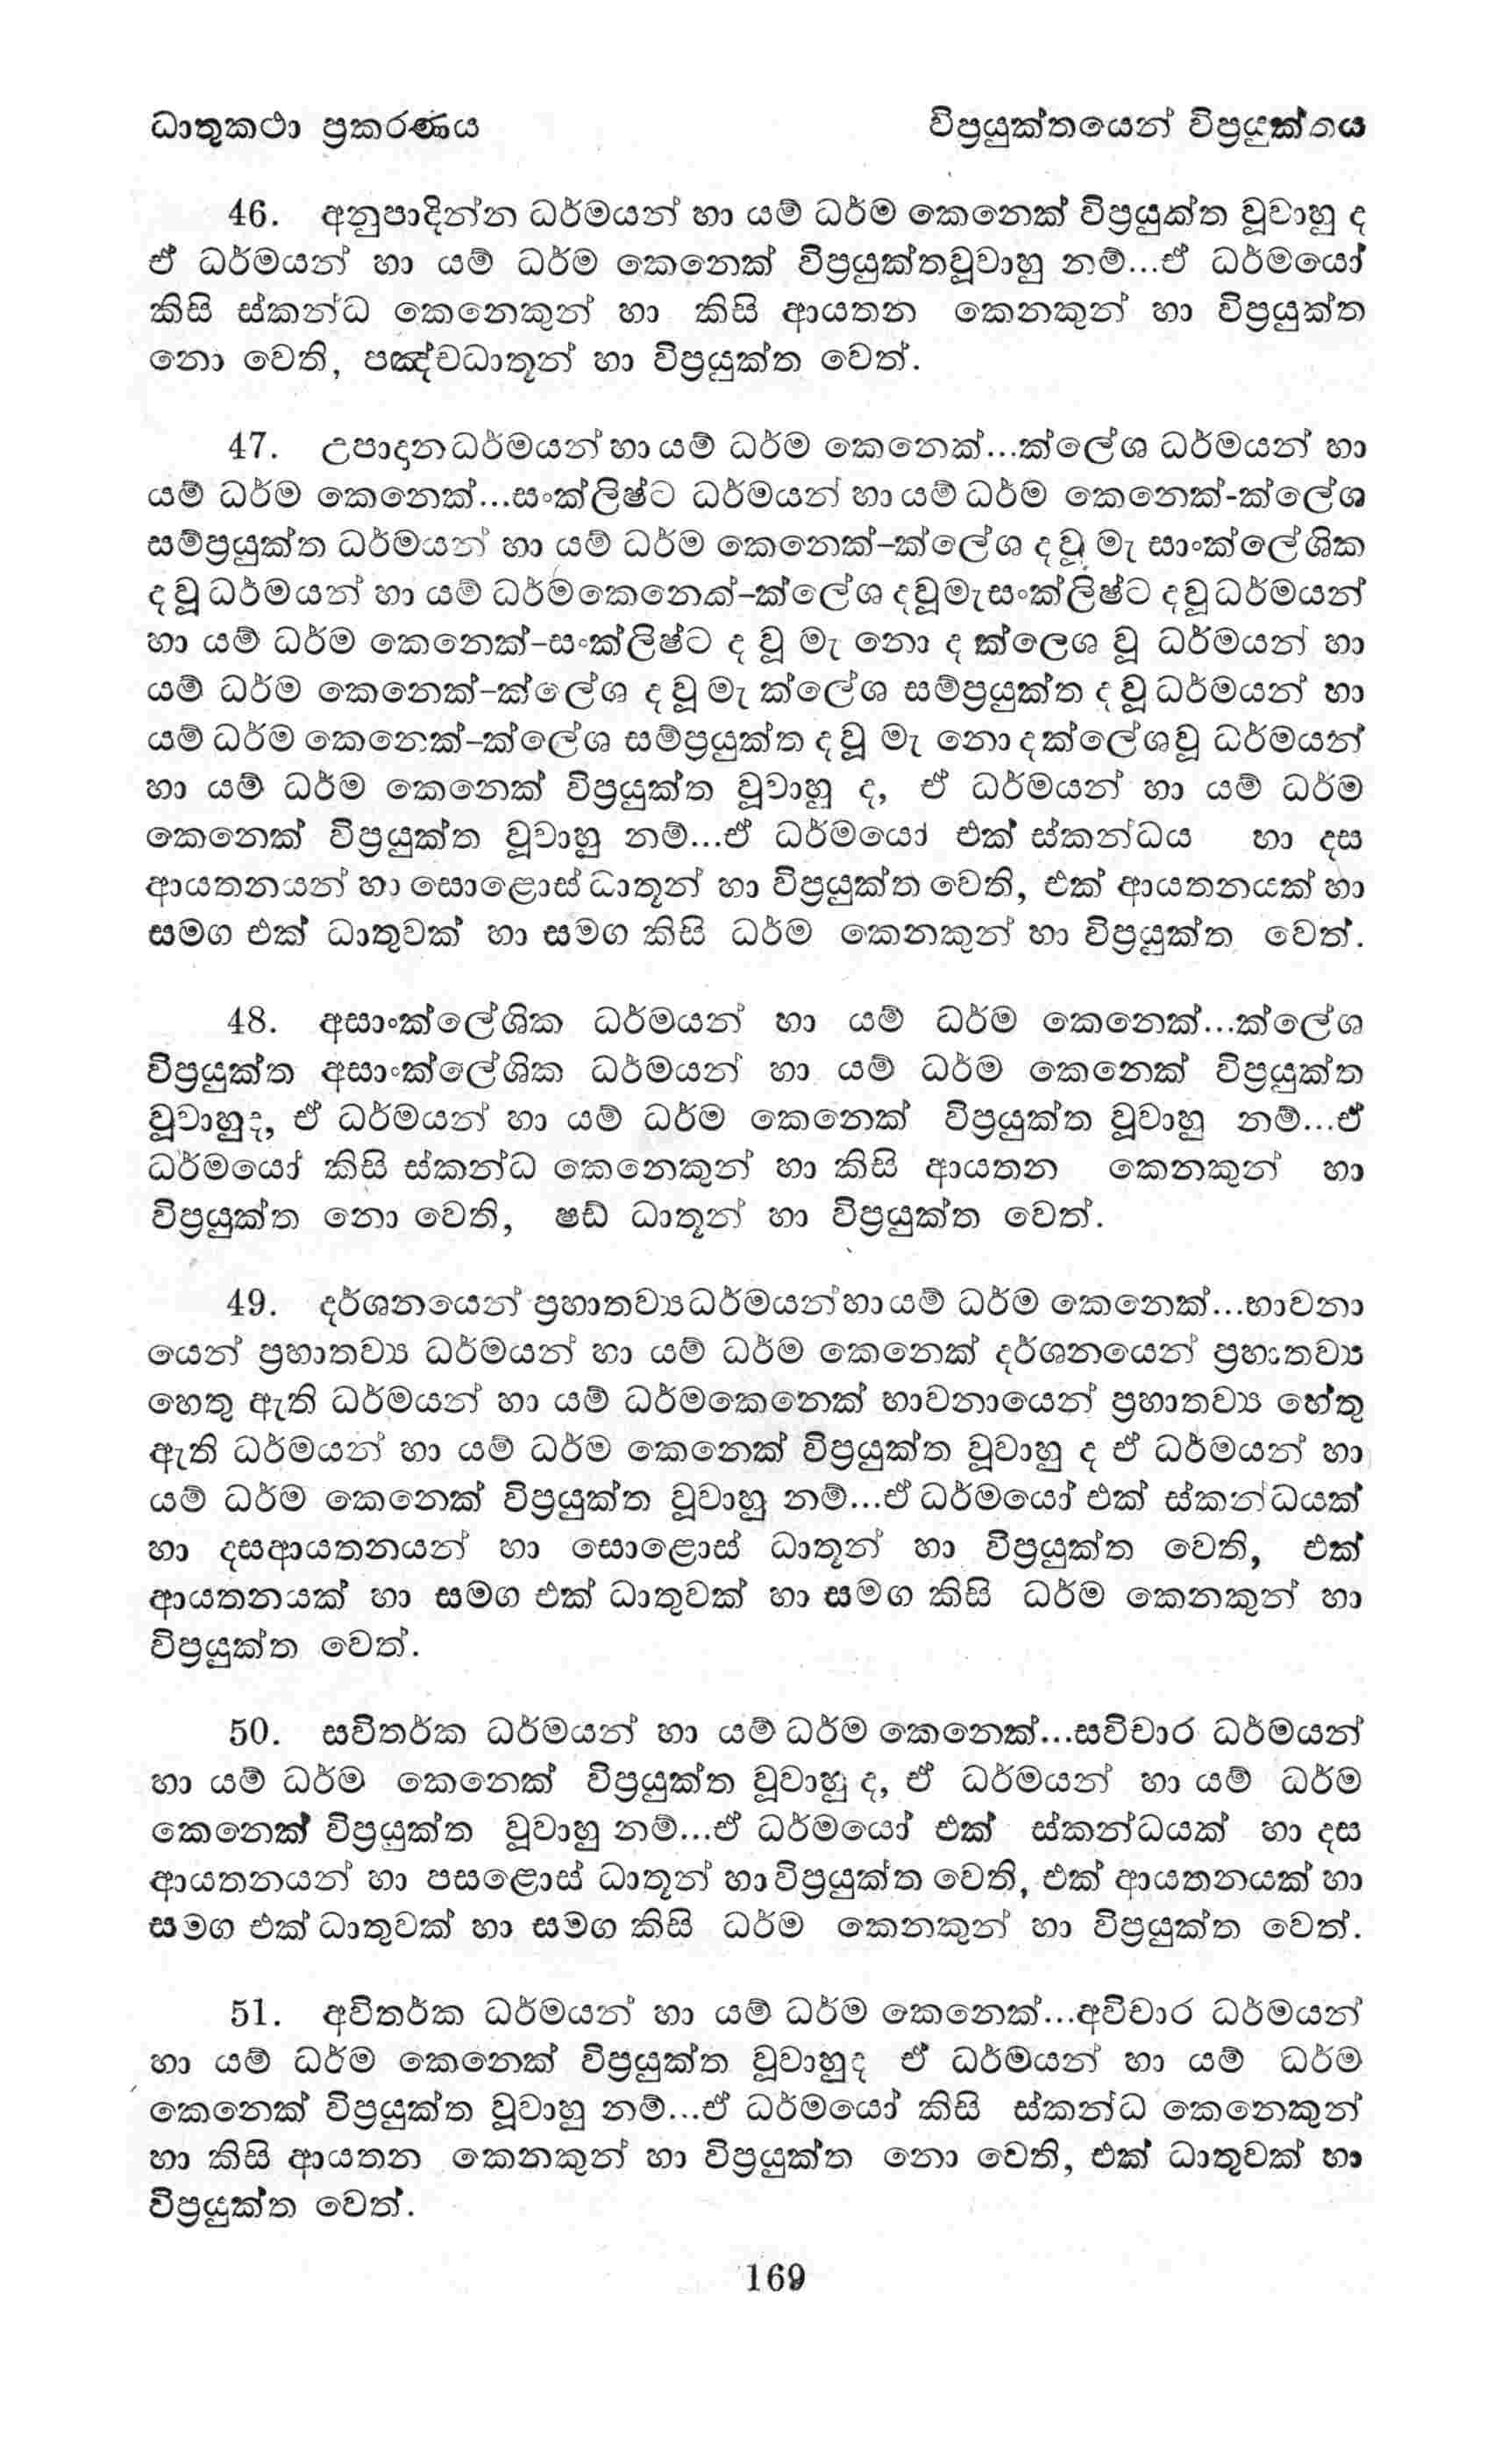 ධාතුකථා ප්‍රකරණය
විප්‍රයුක්තයෙන් විප්‍රයුක්තය
46. අනුපාදින්න ධර්මයන් හා යම් ධර්ම කෙනෙක් විප්‍රයුක්ත වූවාහු ද
ඒ ධර්මයන් හා යම් ධර්ම කෙනෙක් විප්‍රයුක්තවූවාහු නම්...ඒ ධර්මයෝ
කිසි ස්කන්ධ කෙනෙකුන් හා කිසි ආයතන කෙනකුන් හා විප්‍රයුක්ත
නො වෙති, පඤ්චධාතූන් හා විප්‍රයුක්ත වෙත්.
47. උපාදානධර්මයන් හා යම් ධර්ම කෙනෙක්...ක්ලේශ ධර්මයන් හා
යම් ධර්ම කෙනෙක්...සංක්ලිෂ්ට ධර්මයන් හා යම් ධර්ම කෙනෙක්-ක්ලේශ
සම්ප්‍රයුක්ත ධර්මයන් හා යම් ධර්ම කෙනෙක්-ක්ලේශ ද වූ මැ සාංක්ලේශික
ද වූ ධර්මයන් හා යම් ධර්මකෙනෙක්-ක්ලේශ දවූමැසංක්ලිෂ්ට දවූධර්මයන්
හා යම් ධර්ම කෙනෙක්-සංක්ලිෂ්ට ද වූ මැ නො ද ක්ලෙශ වූ ධර්මයන් හා
යම් ධර්ම කෙනෙක්-ක්ලේශ ද වූ මැ ක්ලේශ සම්ප්‍රයුක්ත ද වූ ධර්මයන් හා
යම් ධර්ම කෙනෙක්-ක්ලේශ සම්ප්‍රයුක්ත ද වූ මැ නො ද ක්ලේශවූ ධර්මයන්
හා යම් ධර්ම කෙනෙක් විප්‍රයුක්ත වූවාහු ද, ඒ ධර්මයන් හා යම් ධර්ම
කෙනෙක් විප්‍රයුක්ත වූවාහු නම්...ඒ ධර්මයෝ එක් ස්කන්ධය හා දස
ආයතනයන් හා සොළොස් ධාතූන් හා විප්‍රයුක්ත වෙති, එක් ආයතනයක් හා
සමග එක් ධාතුවක් හා සමග කිසි ධර්ම කෙනකුන් හා විප්‍රයුක්ත වෙත්.
48. අසාංක්ලේශික ධර්මයන් හා යම් ධර්ම කෙනෙක්...ක්ලේශ
විප්‍රයුක්ත අසාංක්ලේශික ධර්මයන් හා යම් ධර්ම කෙනෙක් විප්‍රයුක්ත
වූවාහුද, ඒ ධර්මයන් හා යම් ධර්ම කෙනෙක් විප්‍රයුක්ත වූවාහු නම්...ඒ
ධර්මයෝ කිසි ස්කන්ධ කෙනෙකුන් හා කිසි ආයතන කෙනකුන් හා
විප්‍රයුක්ත නො වෙති, ෂඩ් ධාතූන් හා විප්‍රයුක්ත වෙත්.
49. දර්ශනයෙන් ප්‍රහාතව්‍යධර්මයන්හා යම් ධර්ම කෙනෙක්...භාවනා
යෙන් ප්‍රහාතව්‍ය ධර්මයන් හා යම් ධර්ම කෙනෙක් දර්ශනයෙන් ප්‍රහාතව්‍ය
හෙතු ඇති ධර්මයන් හා යම් ධර්මකෙනෙක් භාවනායෙන් ප්‍රහාතව්‍ය හේතු
ඇති ධර්මයන් හා යම් ධර්ම කෙනෙක් විප්‍රයුක්ත වූවාහු ද ඒ ධර්මයන් හා
යම් ධර්ම කෙනෙක් විප්‍රයුක්ත වූවාහු නම්...ඒ ධර්මයෝ එක් ස්කන්ධයක්
හා දසආයතනයන් හා සොළොස් ධාතූන් හා විප්‍රයුක්ත වෙති, එක්
ආයතනයක් හා සමග එක් ධාතුවක් හා සමග කිසි ධර්ම කෙනකුන් හා
විප්‍රයුක්ත වෙත්.
50. සවිතර්ක ධර්මයන් හා යම් ධර්ම කෙනෙක්...සවිචාර ධර්මයන්
හා යම් ධර්ම කෙනෙක් විප්‍රයුක්ත වූවාහු ද, ඒ ධර්මයන් හා යම් ධර්ම
කෙනෙක් විප්‍රයුක්ත වූවාහු නම්...ඒ ධර්මයෝ එක් ස්කන්ධයක් හා දස
ආයතනයන් හා පසළොස් ධාතූන් හා විප්‍රයුක්ත වෙති, එක් ආයතනයක් හා
සමග එක් ධාතුවක් හා සමග කිසි ධර්ම කෙනකුන් හා විප්‍රයුක්ත වෙත්.
51. අවිතර්ක ධර්මයන් හා යම් ධර්ම කෙනෙක්...අවිචාර ධර්මයන්
හා යම් ධර්ම කෙනෙක් විප්‍රයුක්ත වූවාහුද ඒ ධර්මයන් හා යම් ධර්ම
කෙනෙක් විප්‍රයුක්ත වූවාහු නම්...ඒ ධර්මයෝ කිසි ස්කන්ධ කෙනෙකුන්
හා කිසි ආයතන කෙනකුන් හා විප්‍රයුක්ත නො වෙති, එක් ධාතුවක් හා
විප්‍රයුක්ත වෙත්.
169